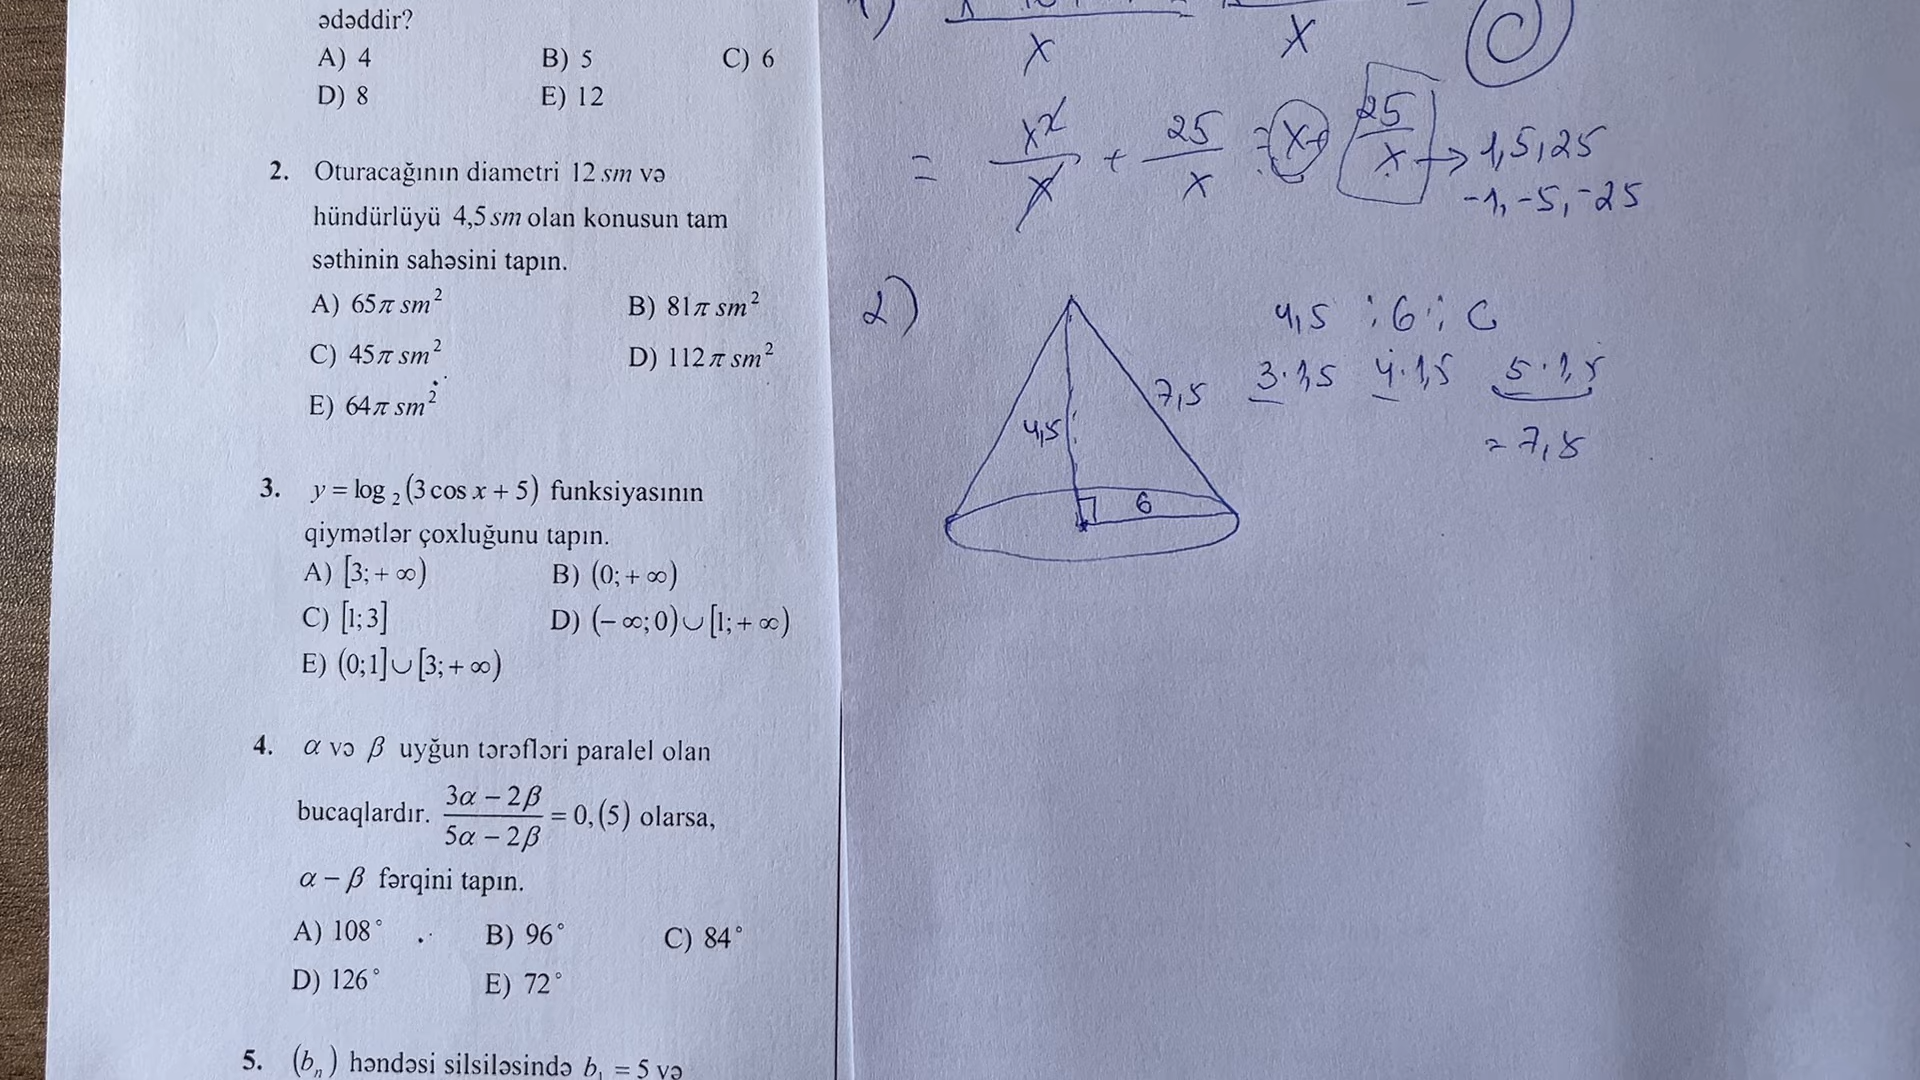 ədəddir?
A) 4 B) 5 C) 6
D) 8 E) 12
2. Oturacağının diametri 12 sm və
hündürlüyü 4,5 sm olan konusun tam
səthinin sahəsini tapın.
A) 65π sm² B) 81π sm²
C) 45π sm² D) 112π sm²
E) 64π sm²
3. y = log₂(3 cos x + 5) funksiyasının
qiymətlər çoxluğunu tapın.
A) [3; + ∞) B) (0; + ∞)
C) [1; 3] D) (− ∞; 0) ∪ [1; + ∞)
E) (0; 1] ∪ [3; + ∞)
4. α və β uyğun tərəfləri paralel olan
bucaqlardır. (3α − 2β)/(5α − 2β) = 0,(5) olarsa,
α − β fərqini tapın.
A) 108° B) 96° C) 84°
D) 126° E) 72°
5. (bₙ) həndəsi silsiləsində b₁ = 5 və
x x
= x²/x + 25/x = x + 25/x → 1, 5, 25
-1, -5, -25
2)
4,5 : 6 : C
3·1,5 4·1,5 5·1,5
= 7,5
7,5
4,5
6